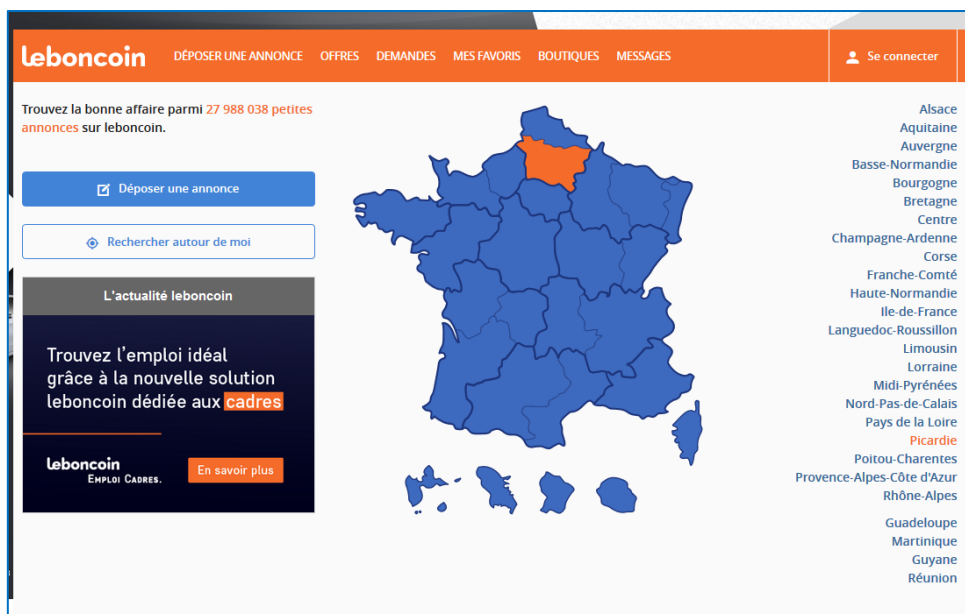 leboncoin DÉPOSER UNE ANNONCE OFFRES DEMANDES MES FAVORIS BOUTIQUES MESSAGES Se connecter
Trouvez la bonne affaire parmi 27 988 038 petites
annonces sur leboncoin.
Déposer une annonce
Rechercher autour de moi
L'actualité leboncoin
Trouvez l'emploi idéal
grâce à la nouvelle solution
leboncoin dédiée aux cadres
leboncoin
EMPLOI CADRES.
En savoir plus
Alsace
Aquitaine
Auvergne
Basse-Normandie
Bourgogne
Bretagne
Centre
Champagne-Ardenne
Corse
Franche-Comté
Haute-Normandie
Ile-de-France
Languedoc-Roussillon
Limousin
Lorraine
Midi-Pyrénées
Nord-Pas-de-Calais
Pays de la Loire
Picardie
Poitou-Charentes
Provence-Alpes-Côte d'Azur
Rhône-Alpes
Guadeloupe
Martinique
Guyane
Réunion